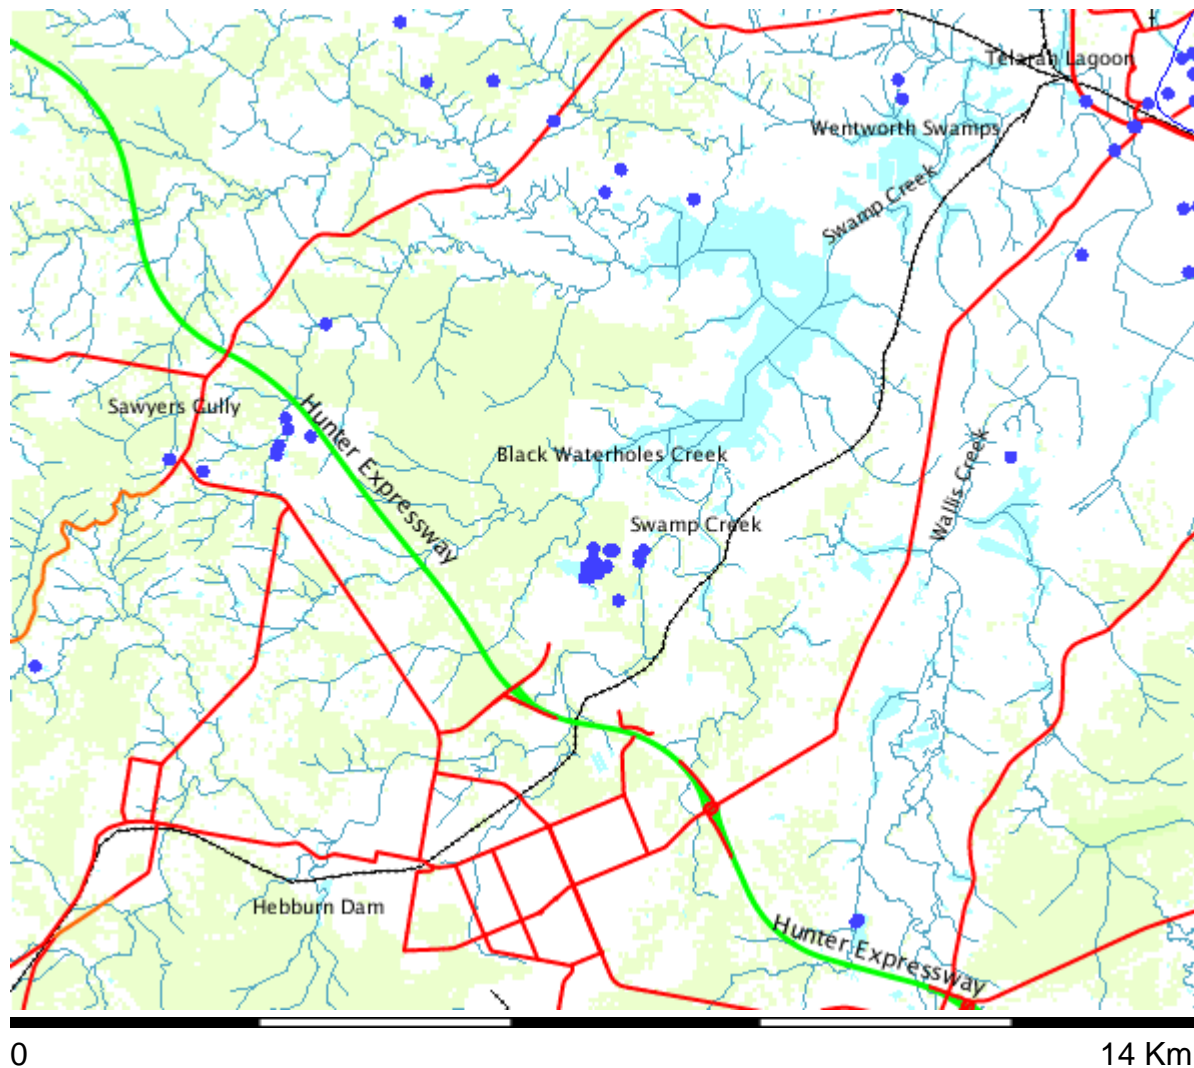 Telarah Lagoon
Wentworth Swamps
Swamp Creek
Sawyers Gully
Hunter Expressway
Black Waterholes Creek
Wallis Creek
Swamp Creek
Hebburn Dam
Hunter Expressway
0
14 Km